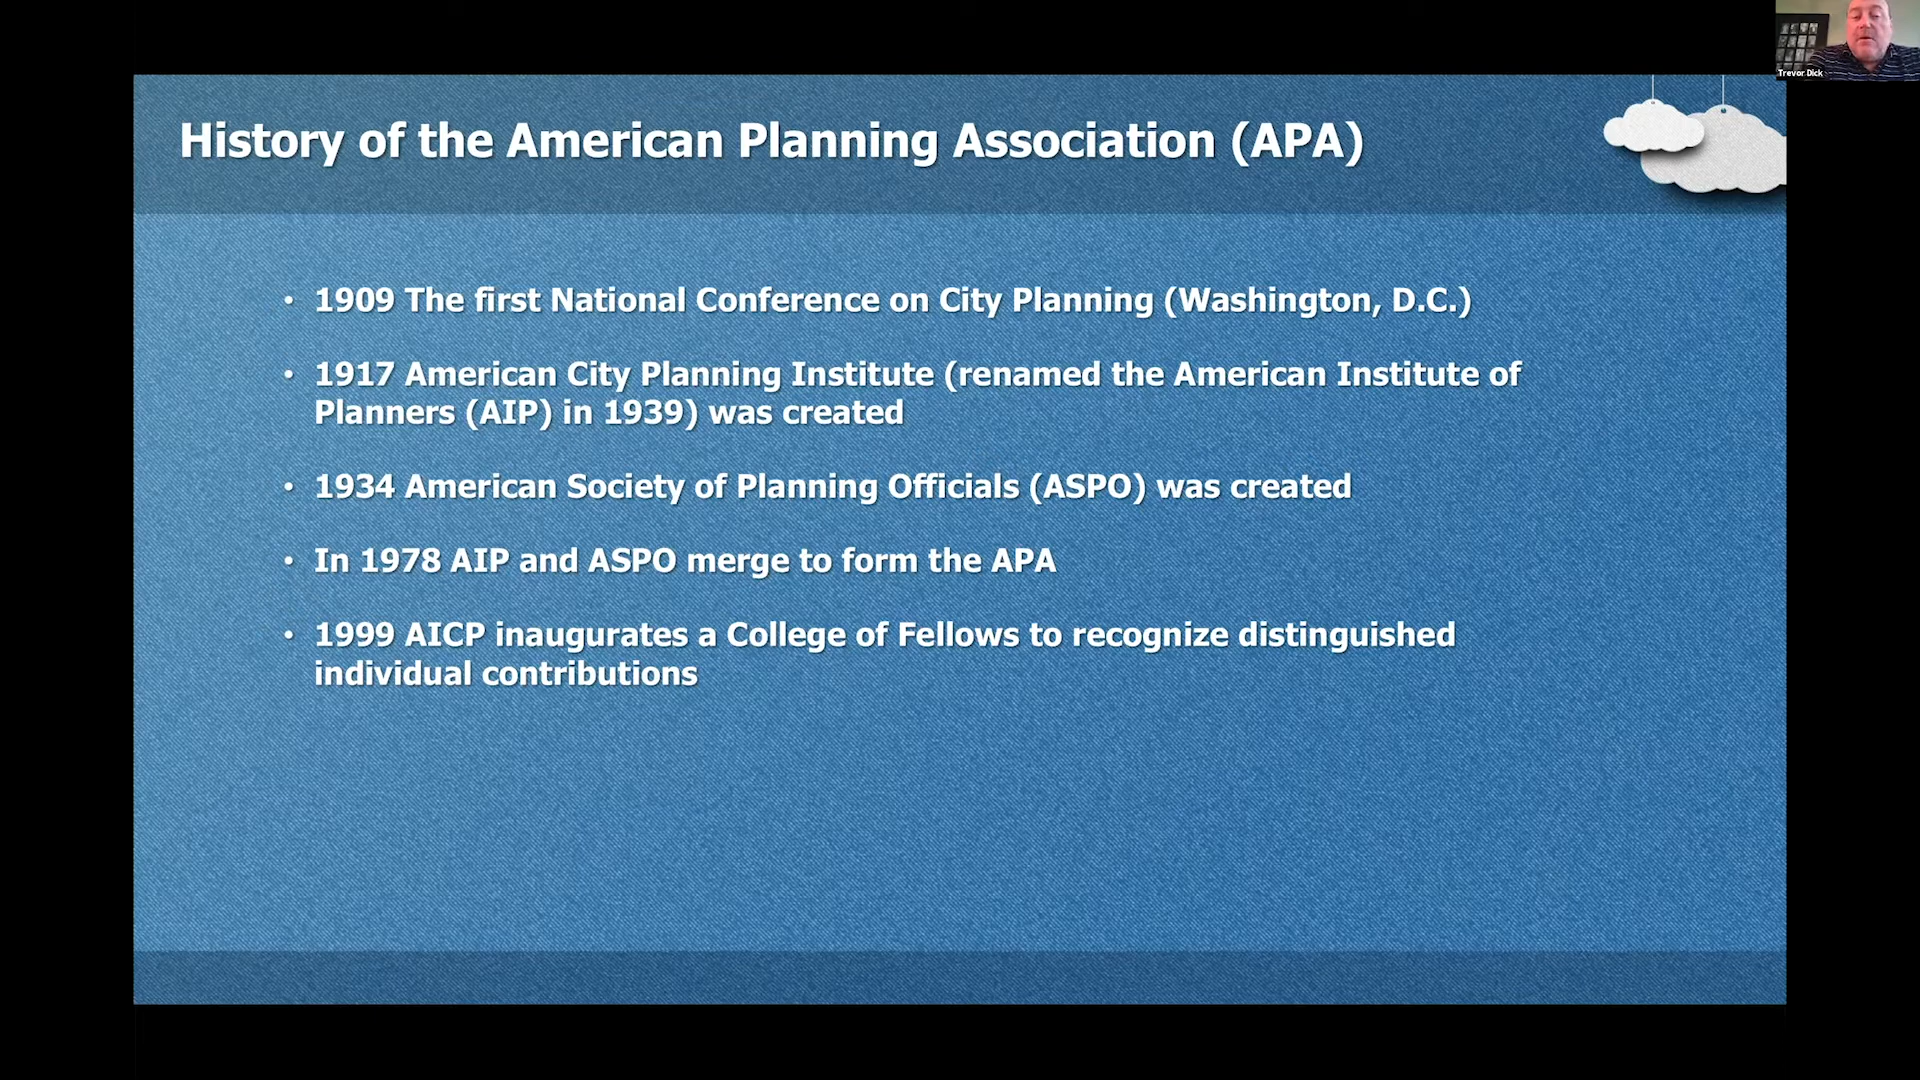 History of the American Planning Association (APA)
• 1909 The first National Conference on City Planning (Washington, D.C.)
• 1917 American City Planning Institute (renamed the American Institute of
Planners (AIP) in 1939) was created
• 1934 American Society of Planning Officials (ASPO) was created
• In 1978 AIP and ASPO merge to form the APA
• 1999 AICP inaugurates a College of Fellows to recognize distinguished
individual contributions
Trevor Dick